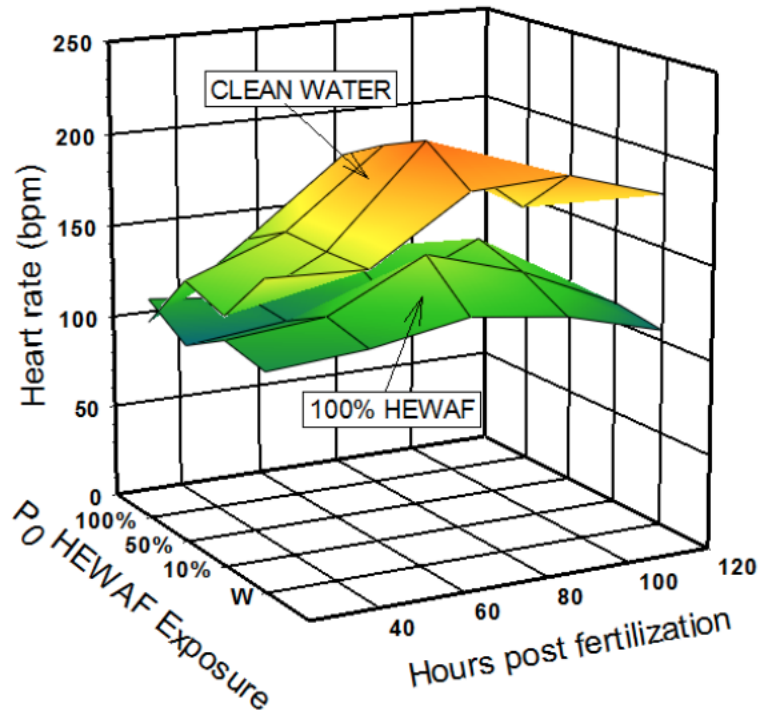 250
200
150
100
50
0
Heart rate (bpm)
CLEAN WATER
100% HEWAF
100%
50%
10%
W
P0 HEWAF Exposure
40
60
80
100
120
Hours post fertilization